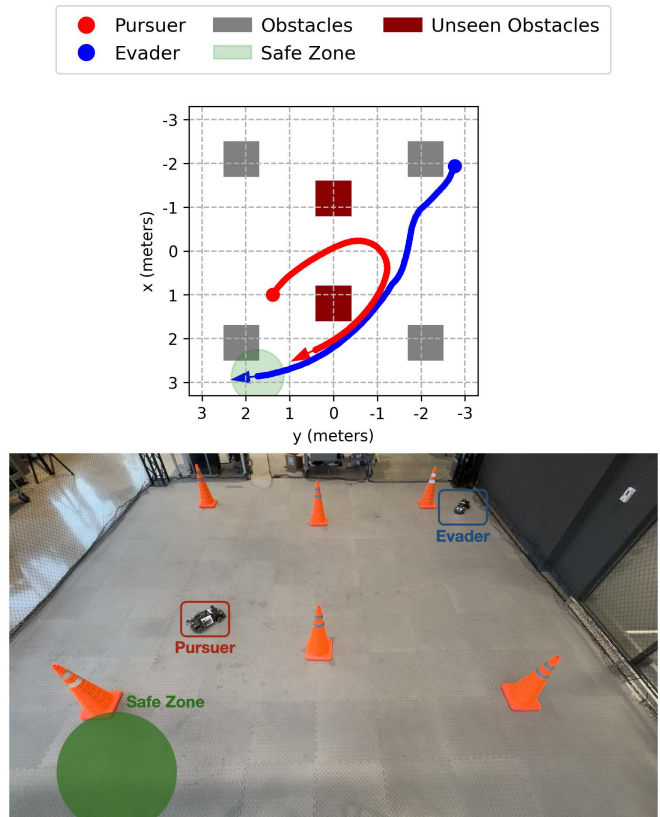 Pursuer
Obstacles
Unseen Obstacles
Evader
Safe Zone
-3
-2
-1
0
1
2
3
x (meters)
3
2
1
0
-1
-2
-3
y (meters)
Evader
Pursuer
Safe Zone